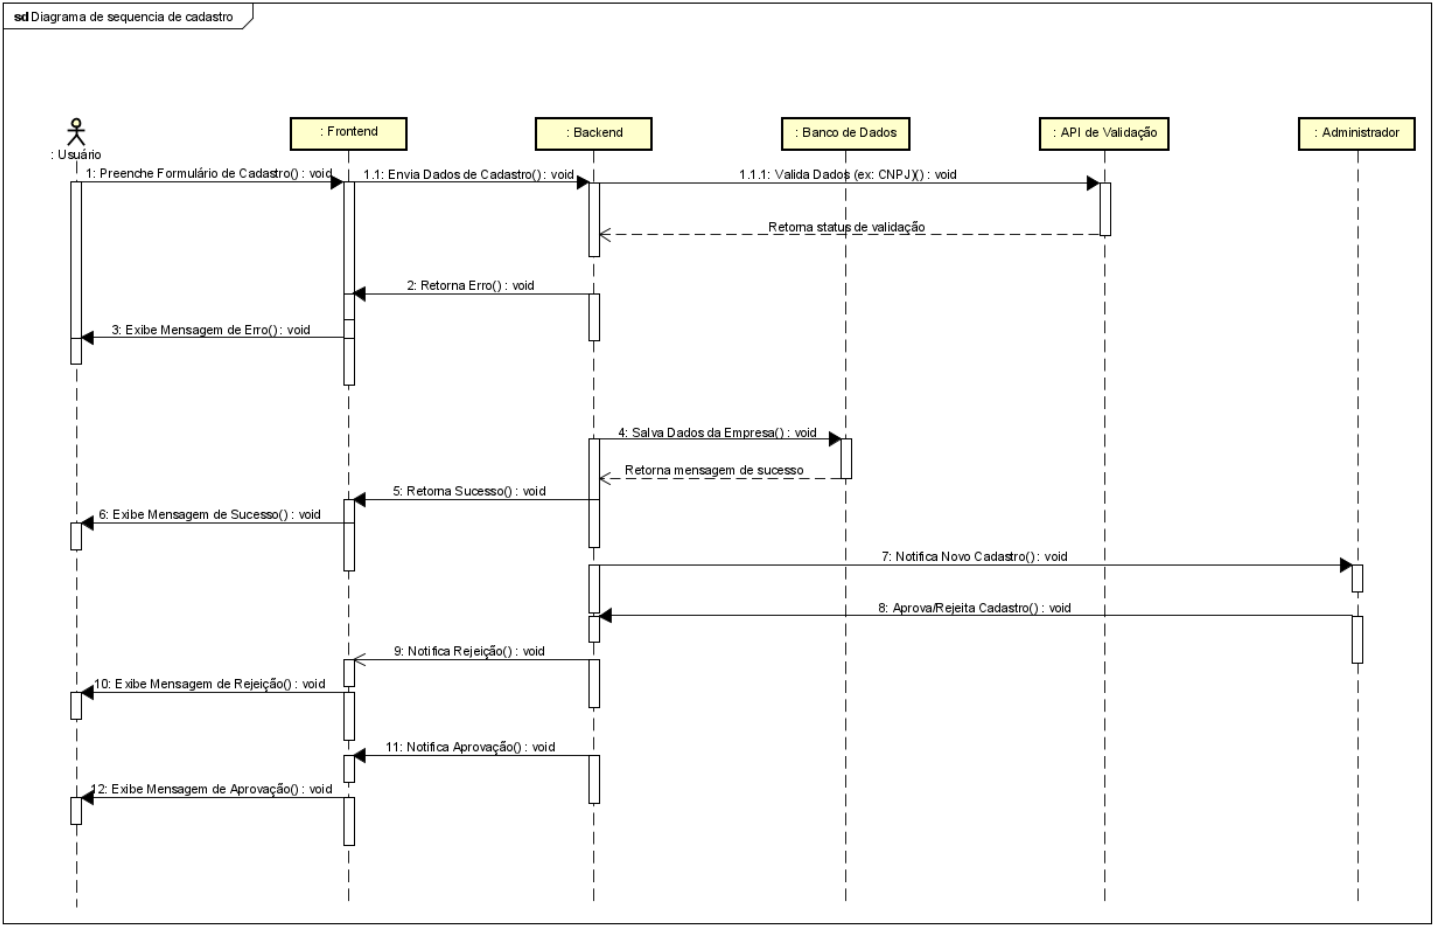 sd Diagrama de sequencia de cadastro
: Usuário
: Frontend
: Backend
: Banco de Dados
: API de Validação
: Administrador
1: Preenche Formulário de Cadastro() : void
1.1: Envia Dados de Cadastro() : void
1.1.1: Valida Dados (ex: CNPJ)() : void
Retorna status de validação
2: Retorna Erro() : void
3: Exibe Mensagem de Erro() : void
4: Salva Dados da Empresa() : void
Retorna mensagem de sucesso
5: Retorna Sucesso() : void
6: Exibe Mensagem de Sucesso() : void
7: Notifica Novo Cadastro() : void
8: Aprova/Rejeita Cadastro() : void
9: Notifica Rejeição() : void
10: Exibe Mensagem de Rejeição() : void
11: Notifica Aprovação() : void
12: Exibe Mensagem de Aprovação() : void